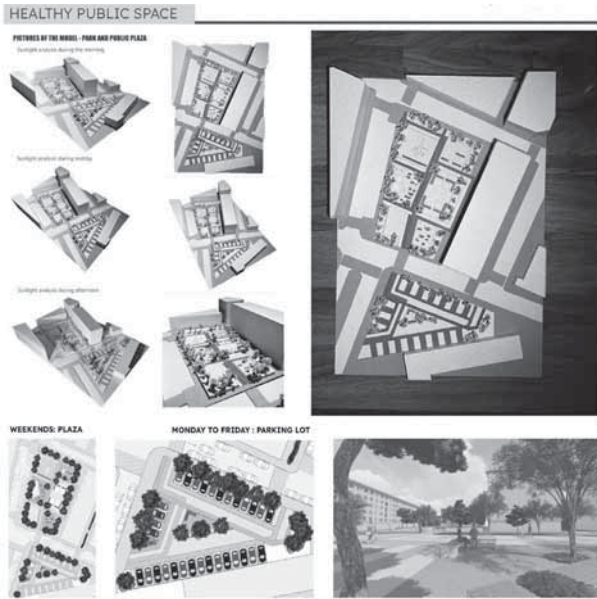 HEALTHY PUBLIC SPACE
PICTURES OF THE MODEL - PARK AND PUBLIC PLAZA
Sunlight analysis during the morning
Sunlight analysis during midday
Sunlight analysis during afternoon
WEEKENDS: PLAZA
MONDAY TO FRIDAY : PARKING LOT